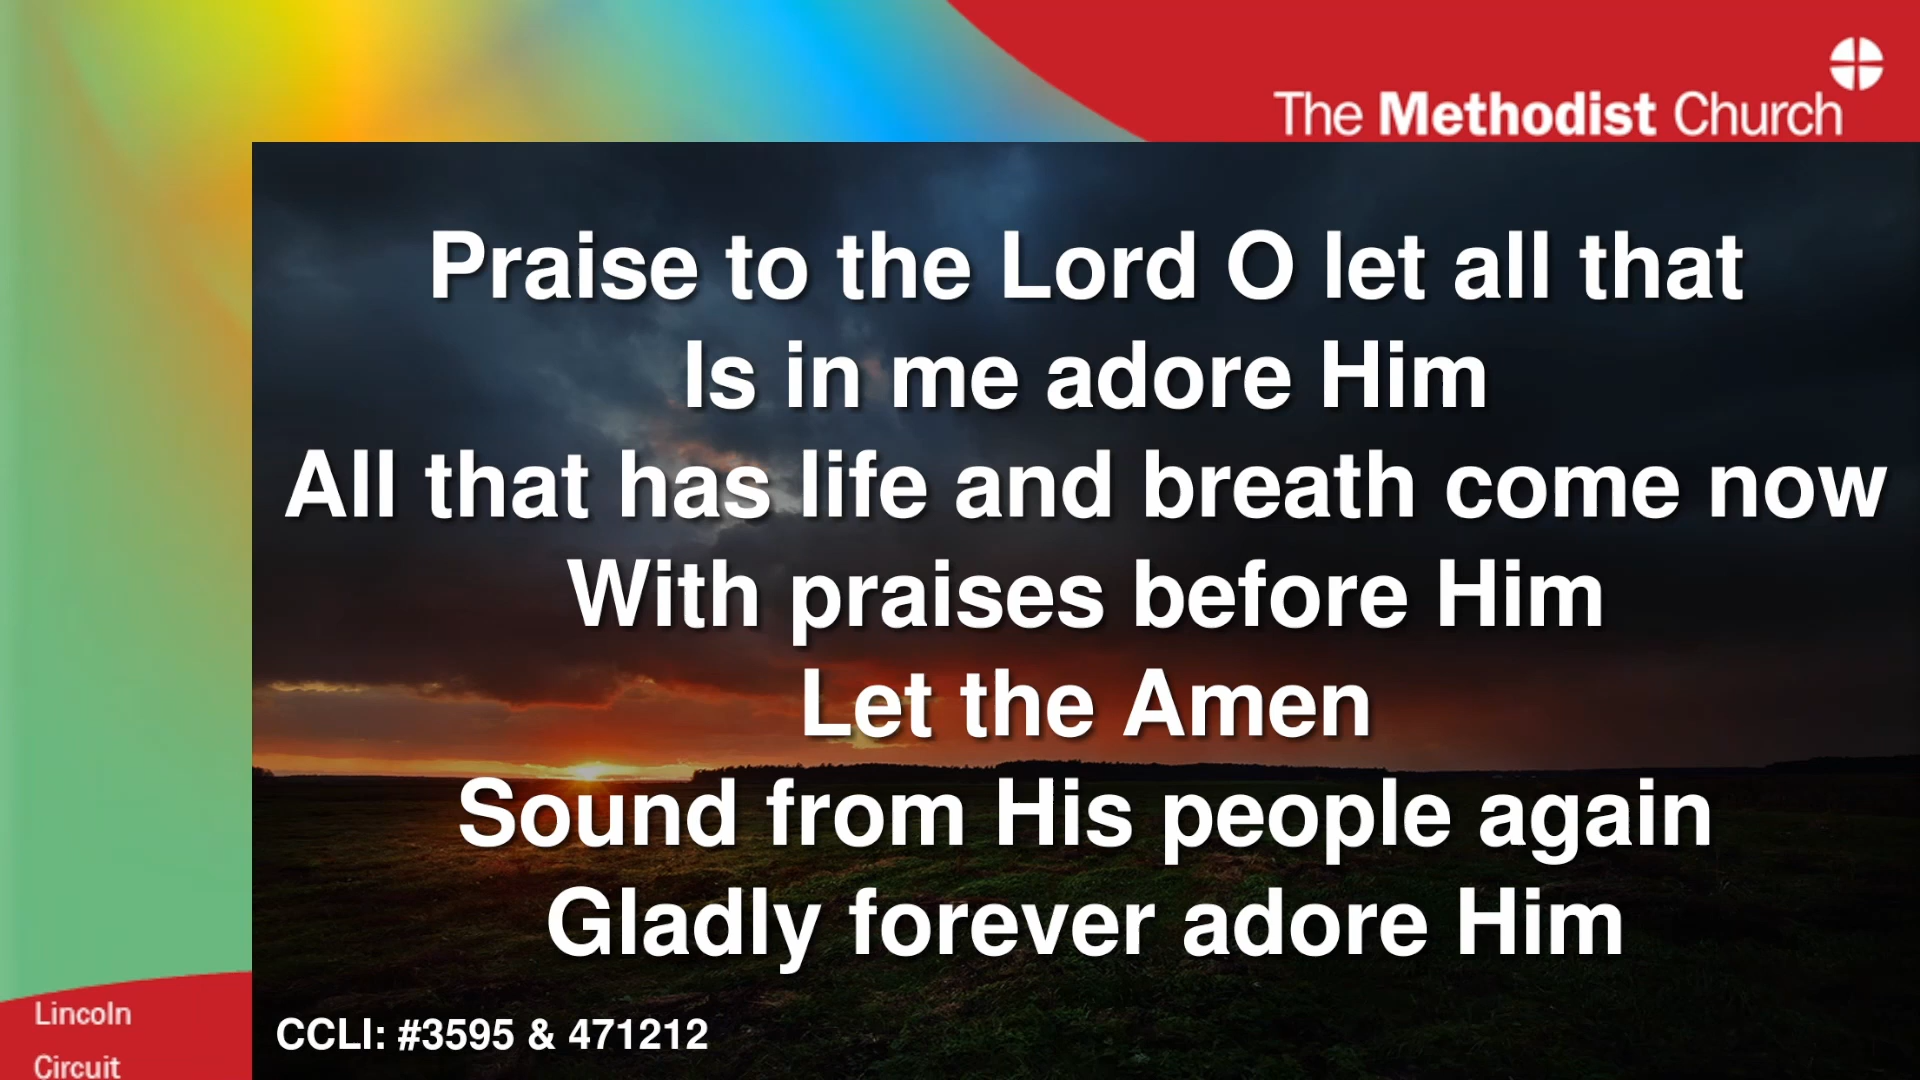 The Methodist Church
Praise to the Lord O let all that
Is in me adore Him
All that has life and breath come now
With praises before Him
Let the Amen
Sound from His people again
Gladly forever adore Him
CCLI: #3595 & 471212
Lincoln
Circuit